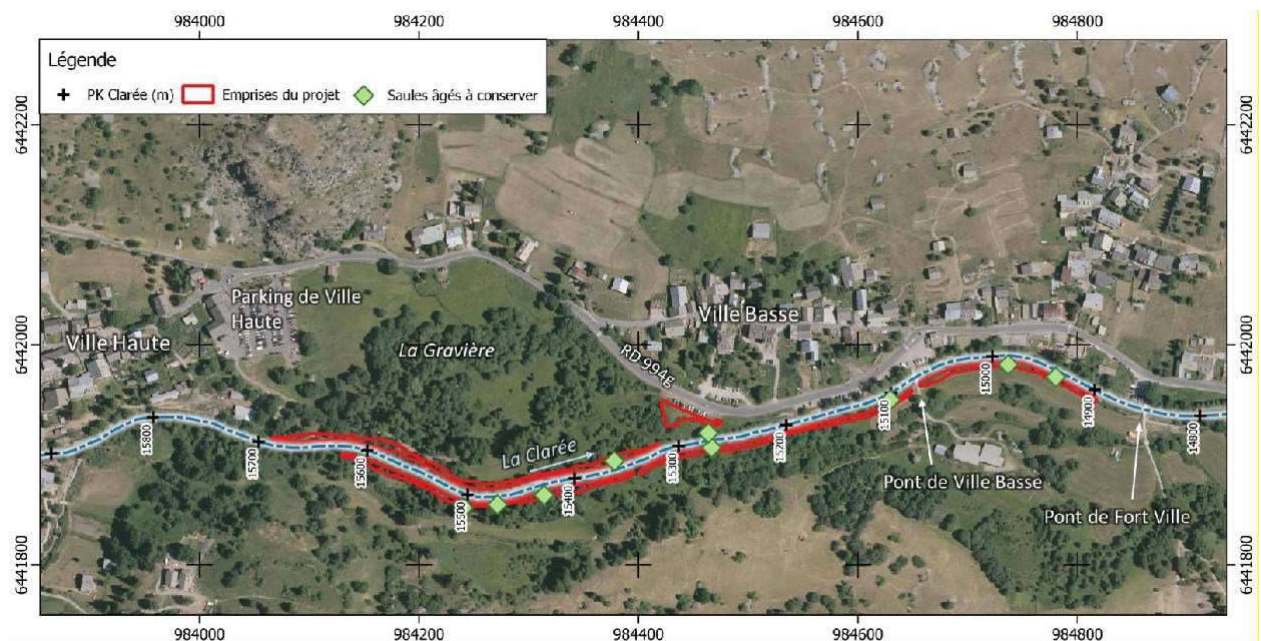 984000 984200 984400 984600 984800
Légende
PK Clarée (m) Emprises du projet Saules âgés à conserver
6442200 6442200
Parking de Ville
Haute
Ville Haute
La Gravière
Ville Basse
RD 994g
6442000 6442000
La Clarée
15800
15700
15600
15500
15400
15300
15200
15100
15000
14900
14800
Pont de Ville Basse
Pont de Fort Ville
6441800 6441800
984000 984200 984400 984600 984800